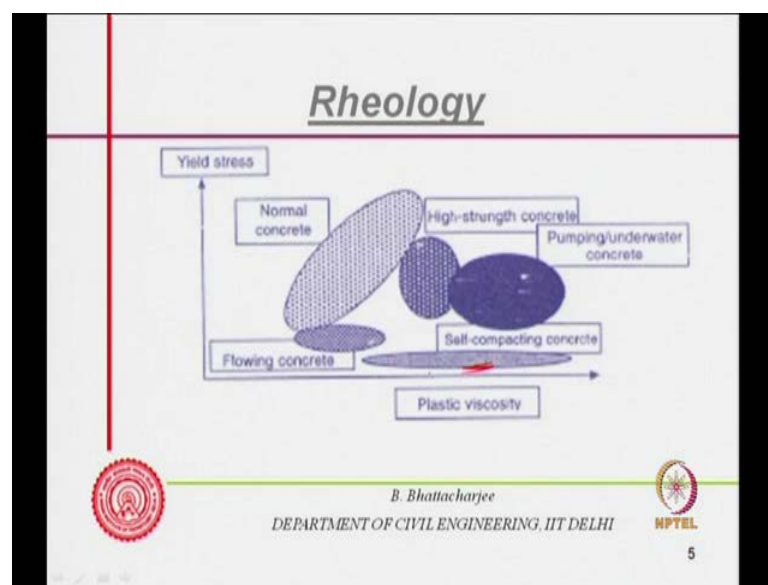 Rheology
Yield stress
Normal
concrete
High-strength concrete
Pumping/underwater
concrete
Flowing concrete
Self-compacting concrete
Plastic viscosity
B. Bhattacharjee
DEPARTMENT OF CIVIL ENGINEERING, IIT DELHI
NPTEL
5